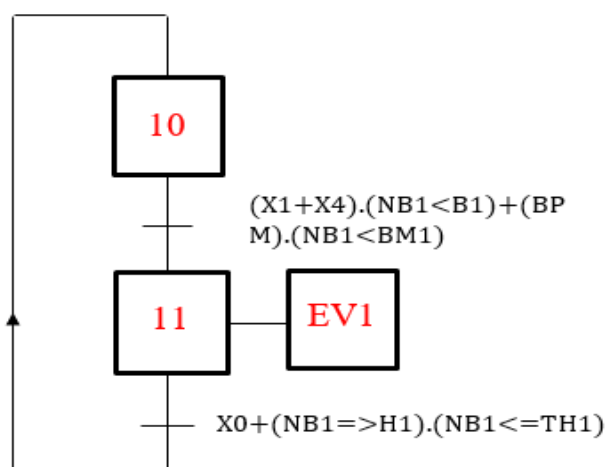 10
(X1+X4).(NB1<B1)+(BP
M).(NB1<BM1)
11
EV1
X0+(NB1=>H1).(NB1<=TH1)